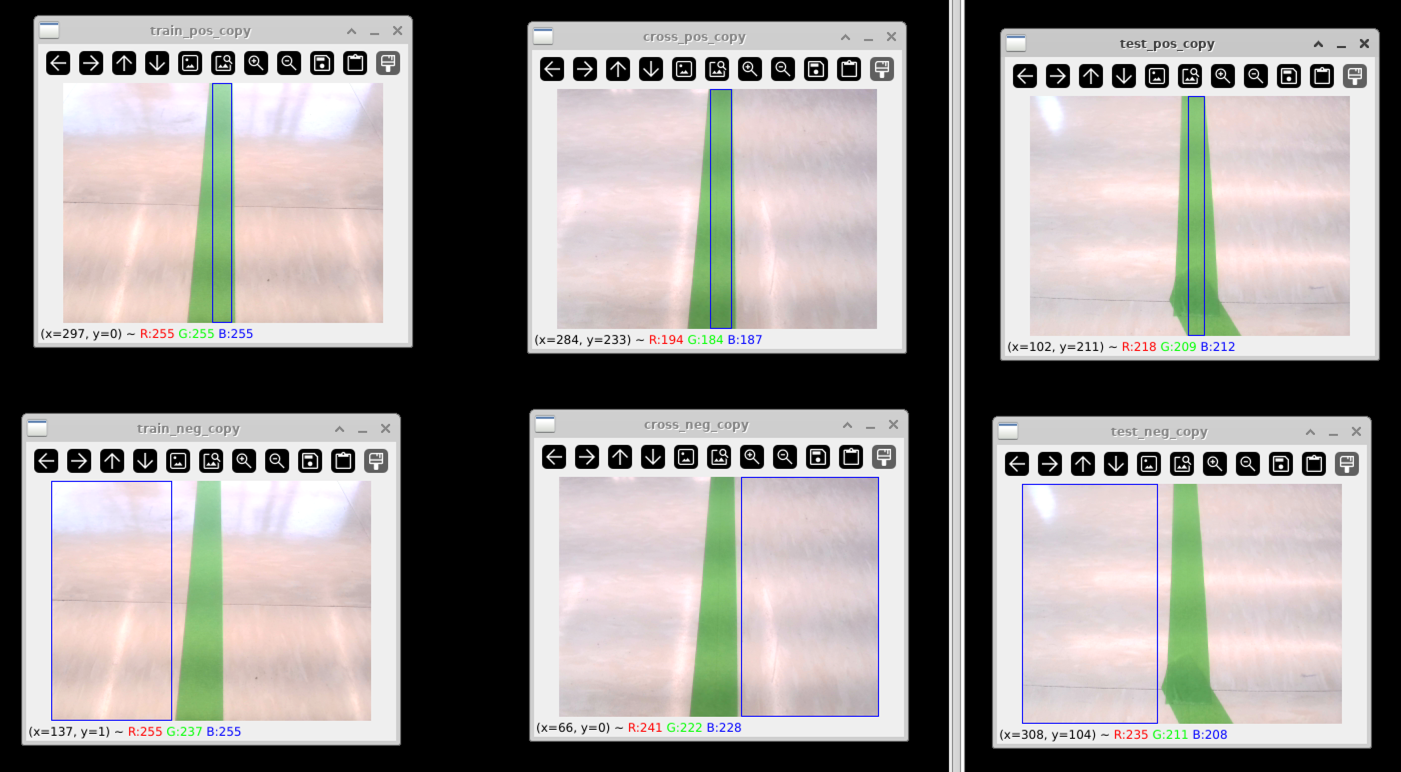 train_pos_copy
cross_pos_copy
test_pos_copy
(x=297, y=0) ~ R:255 G:255 B:255
(x=284, y=233) ~ R:194 G:184 B:187
(x=102, y=211) ~ R:218 G:209 B:212
train_neg_copy
cross_neg_copy
test_neg_copy
(x=137, y=1) ~ R:255 G:237 B:255
(x=66, y=0) ~ R:241 G:222 B:228
(x=308, y=104) ~ R:235 G:211 B:208